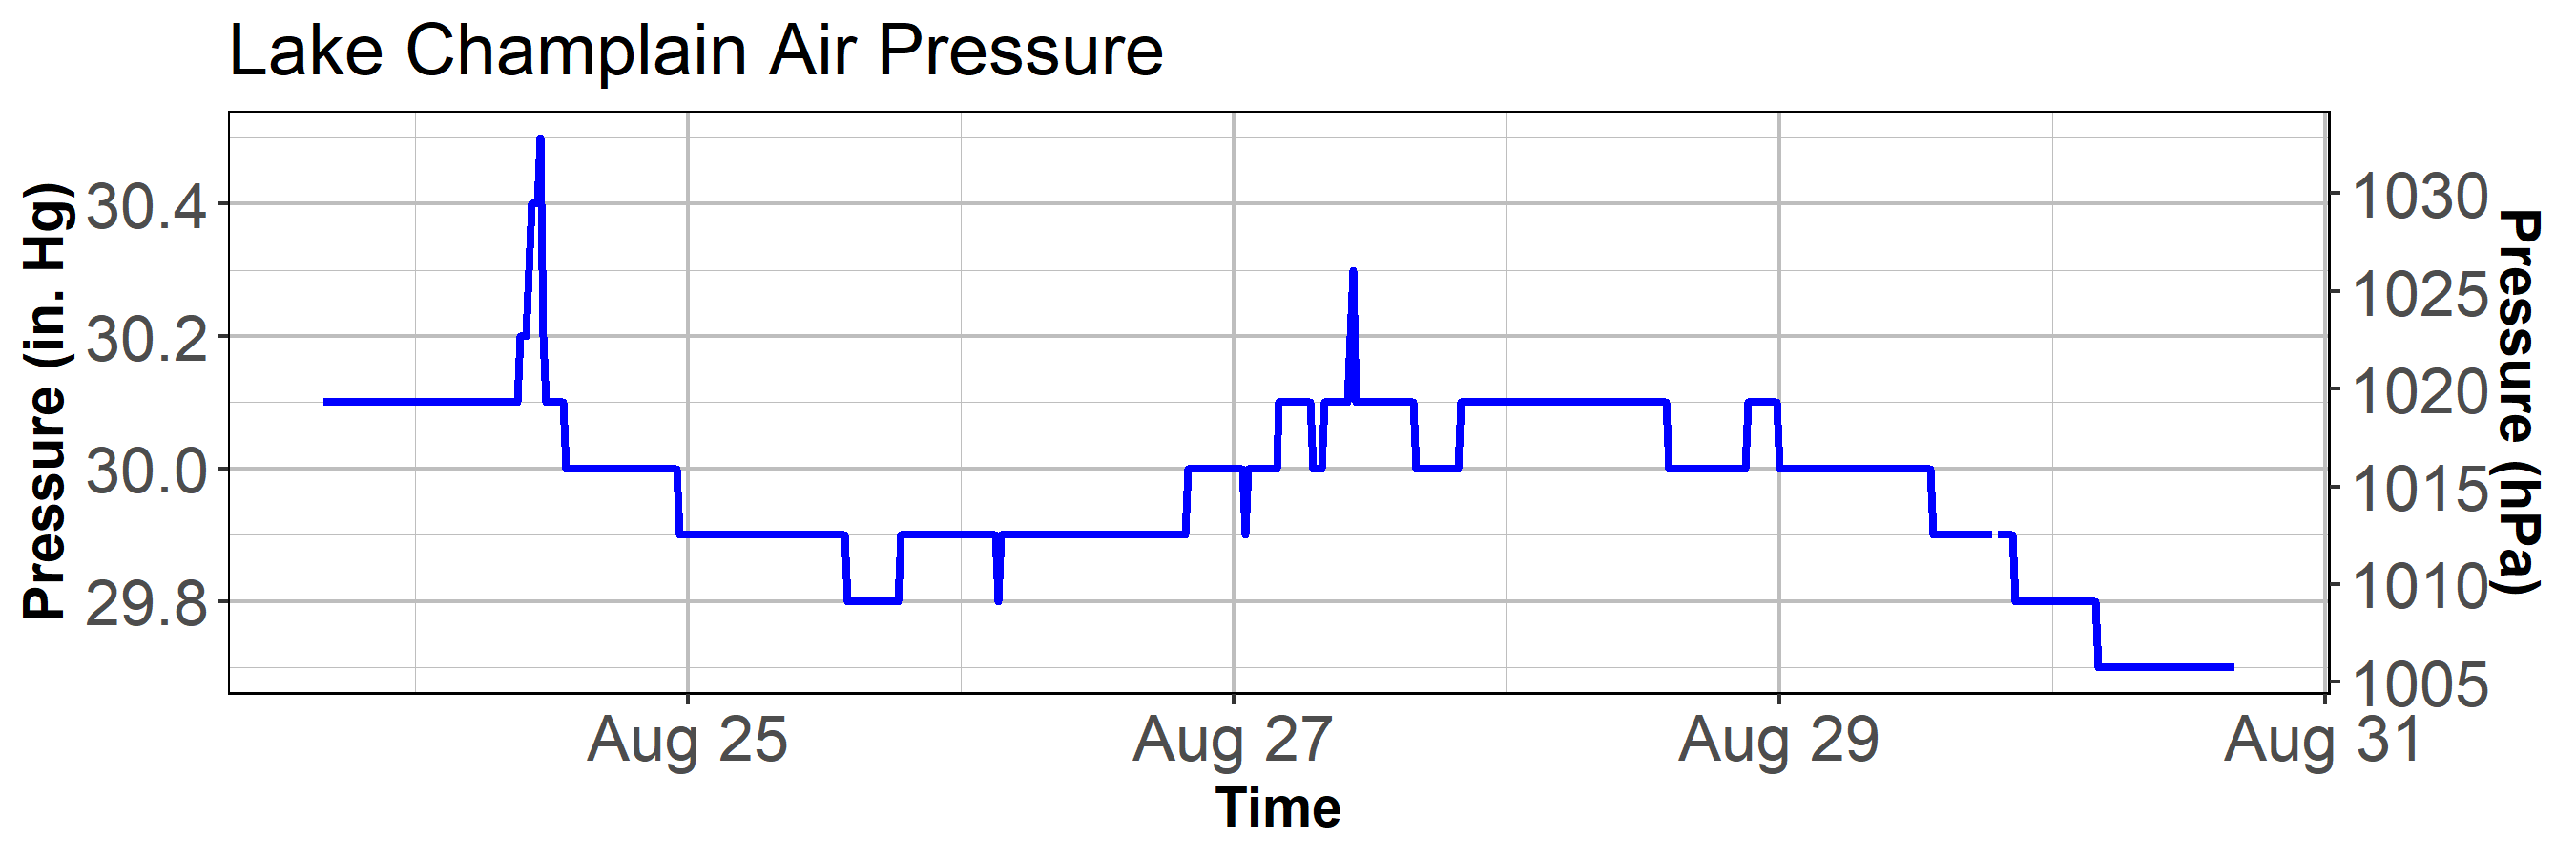 Lake Champlain Air Pressure
Pressure (in. Hg)
30.4
30.2
30.0
29.8
1030
1025
1020
1015
1010
1005
Pressure (hPa)
Aug 25 Aug 27 Aug 29 Aug 31
Time